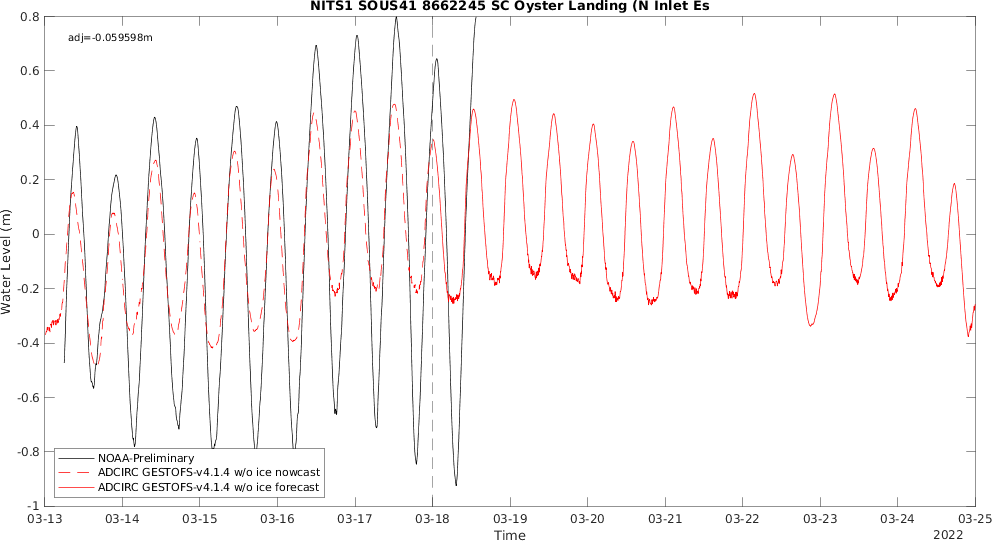 NITS1 SOUS41 8662245 SC Oyster Landing (N Inlet Es
adj=-0.059598m
Water Level (m)
0.8
0.6
0.4
0.2
0
-0.2
-0.4
-0.6
-0.8
-1
NOAA-Preliminary
ADCIRC GESTOFS-v4.1.4 w/o ice nowcast
ADCIRC GESTOFS-v4.1.4 w/o ice forecast
03-13 03-14 03-15 03-16 03-17 03-18 03-19 03-20 03-21 03-22 03-23 03-24 03-25
Time
2022